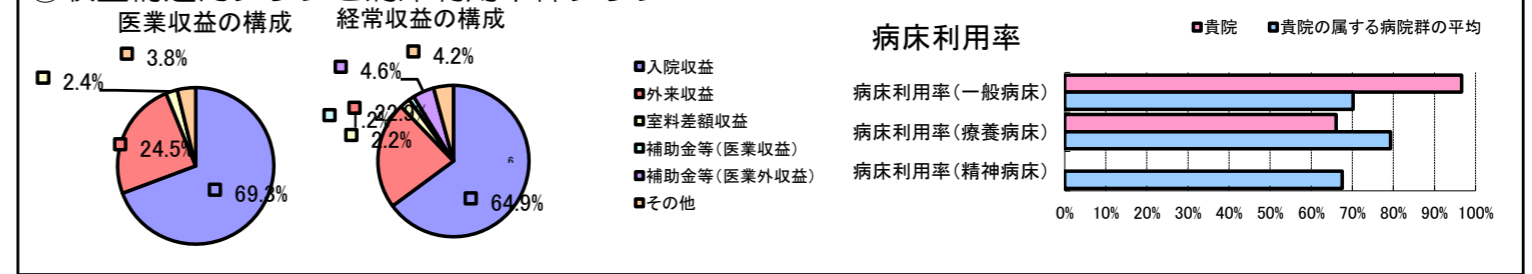 医業収益の構成
3.8%
2.4%
24.5%
69.3%
経常収益の構成
4.2%
4.6%
22.9%
2.2%
64.9%
入院収益
外来収益
室料差額収益
補助金等(医業収益)
補助金等(医業外収益)
その他
病床利用率
貴院 貴院の属する病院群の平均
病床利用率(一般病床)
病床利用率(療養病床)
病床利用率(精神病床)
0% 10% 20% 30% 40% 50% 60% 70% 80% 90% 100%